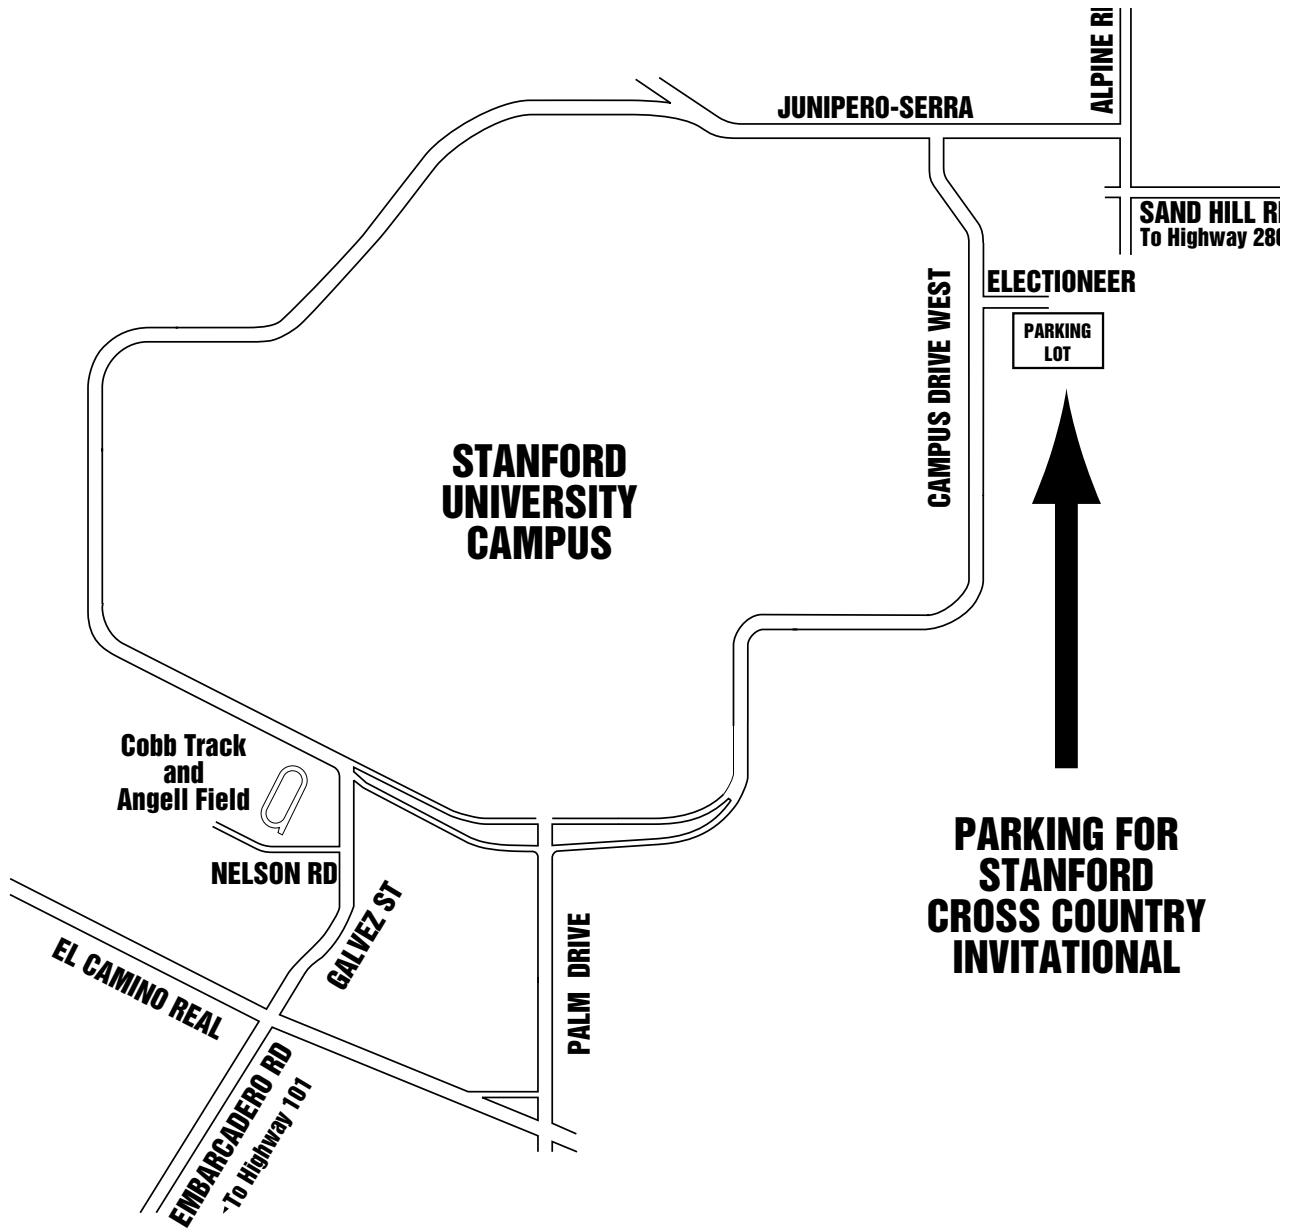 ALPINE R
JUNIPERO-SERRA
SAND HILL R
To Highway 280
ELECTIONEER
PARKING
LOT
CAMPUS DRIVE WEST
STANFORD
UNIVERSITY
CAMPUS
Cobb Track
and
Angell Field
NELSON RD
GALVEZ ST
PALM DRIVE
EL CAMINO REAL
EMBARCADERO RD
To Highway 101
PARKING FOR
STANFORD
CROSS COUNTRY
INVITATIONAL